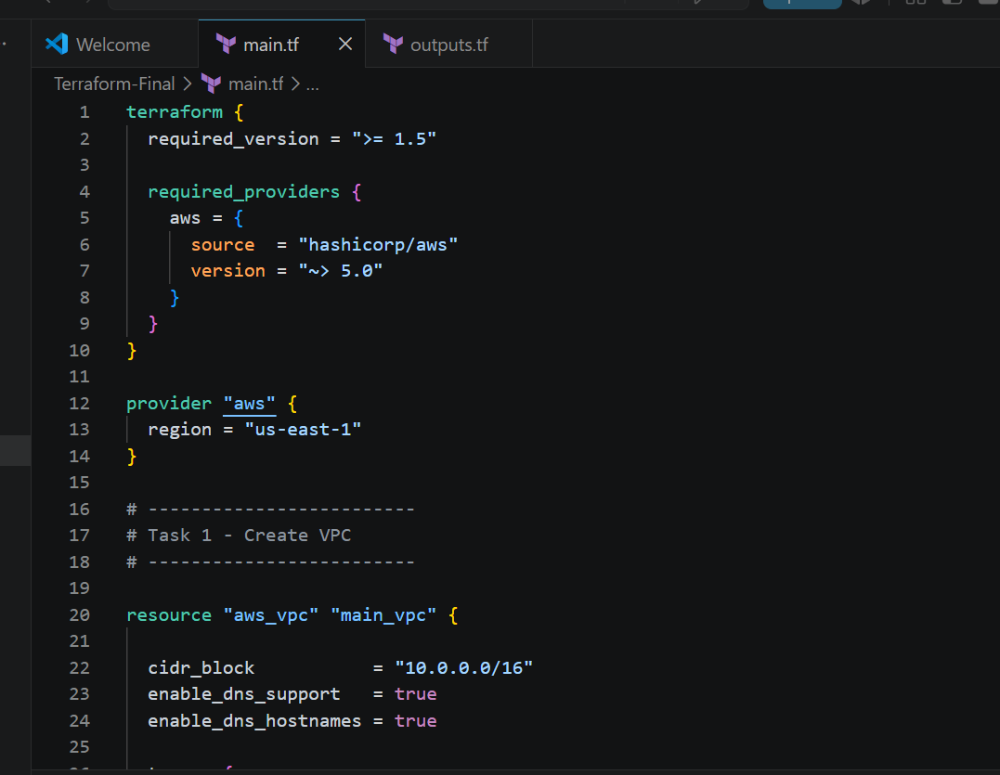 Welcome
main.tf
outputs.tf
Terraform-Final > main.tf > ...
1 terraform {
2   required_version = ">= 1.5"
3
4   required_providers {
5     aws = {
6       source  = "hashicorp/aws"
7       version = "~> 5.0"
8     }
9   }
10 }
11
12 provider "aws" {
13   region = "us-east-1"
14 }
15
16 # -------------------------
17 # Task 1 - Create VPC
18 # -------------------------
19
20 resource "aws_vpc" "main_vpc" {
21
22   cidr_block           = "10.0.0.0/16"
23   enable_dns_support   = true
24   enable_dns_hostnames = true
25